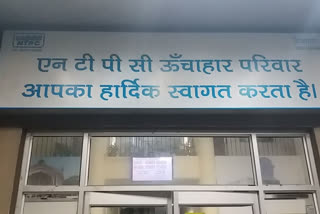 एन टी पी सी ऊँचाहार परिवार
आपका हार्दिक स्वागत करता है।